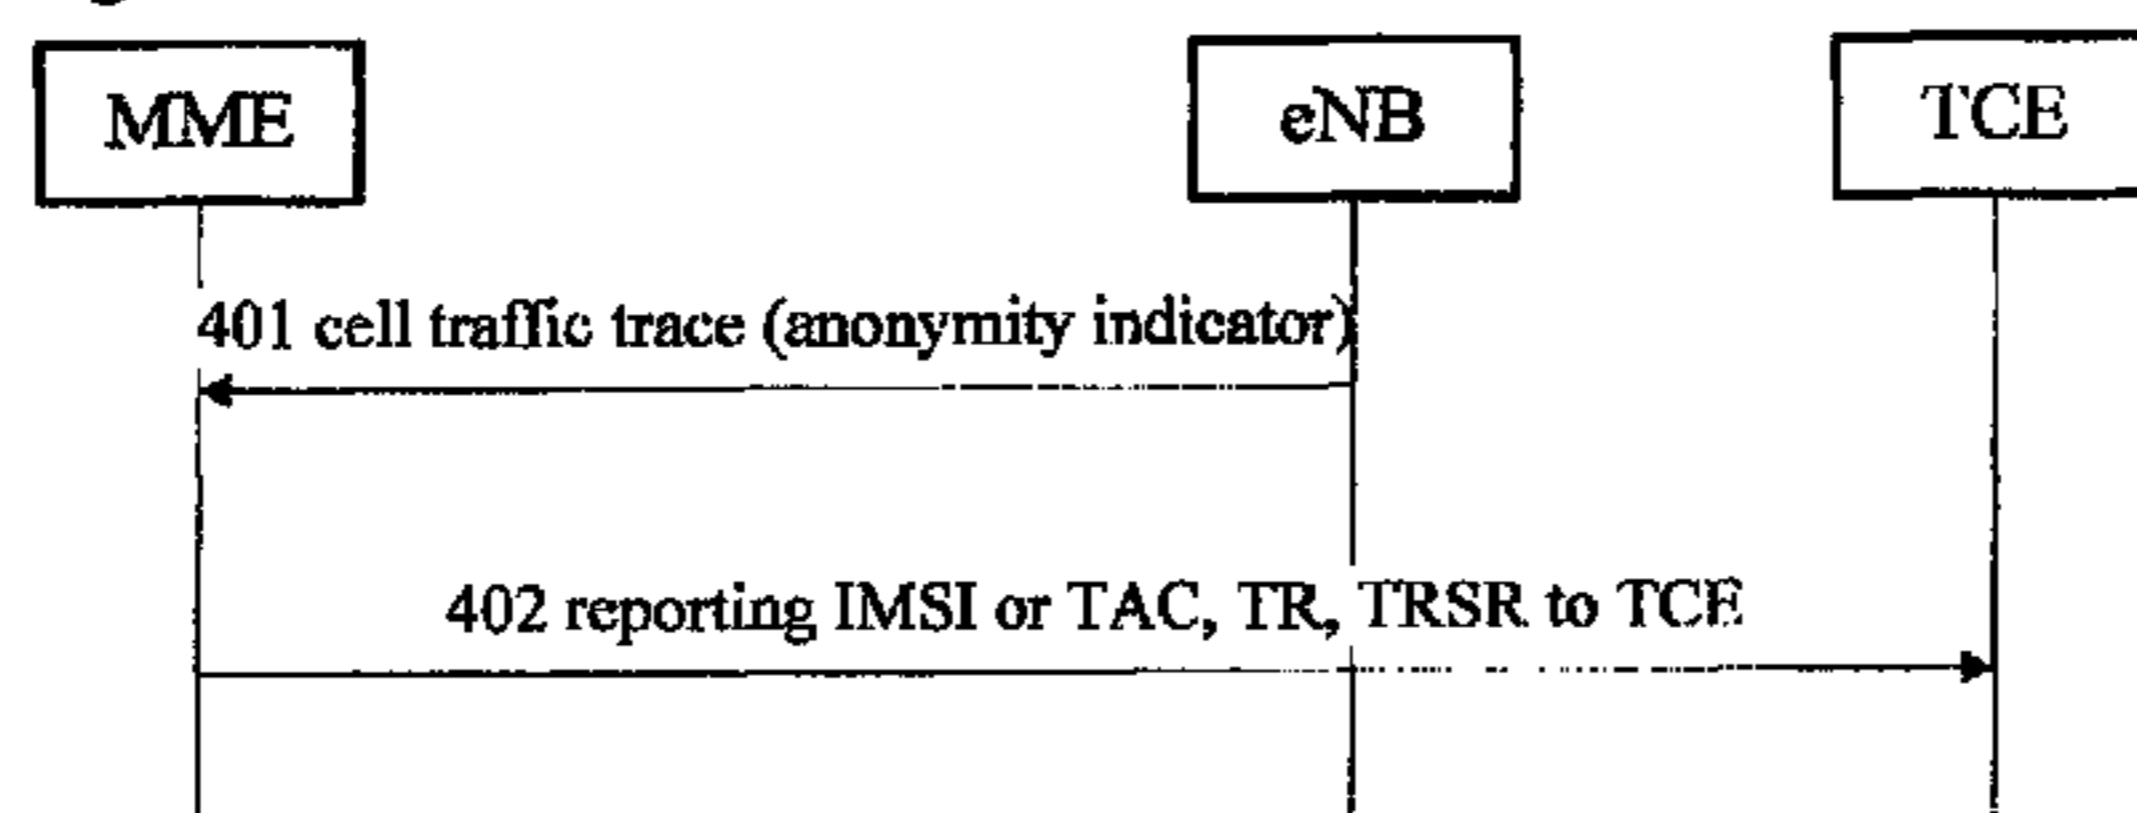 MME eNB TCE
401 cell traffic trace (anonymity indicator)
402 reporting IMSI or TAC, TR, TRSR to TCE